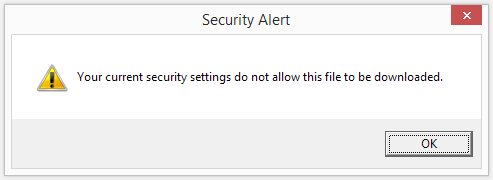 Security Alert
Your current security settings do not allow this file to be downloaded.
OK